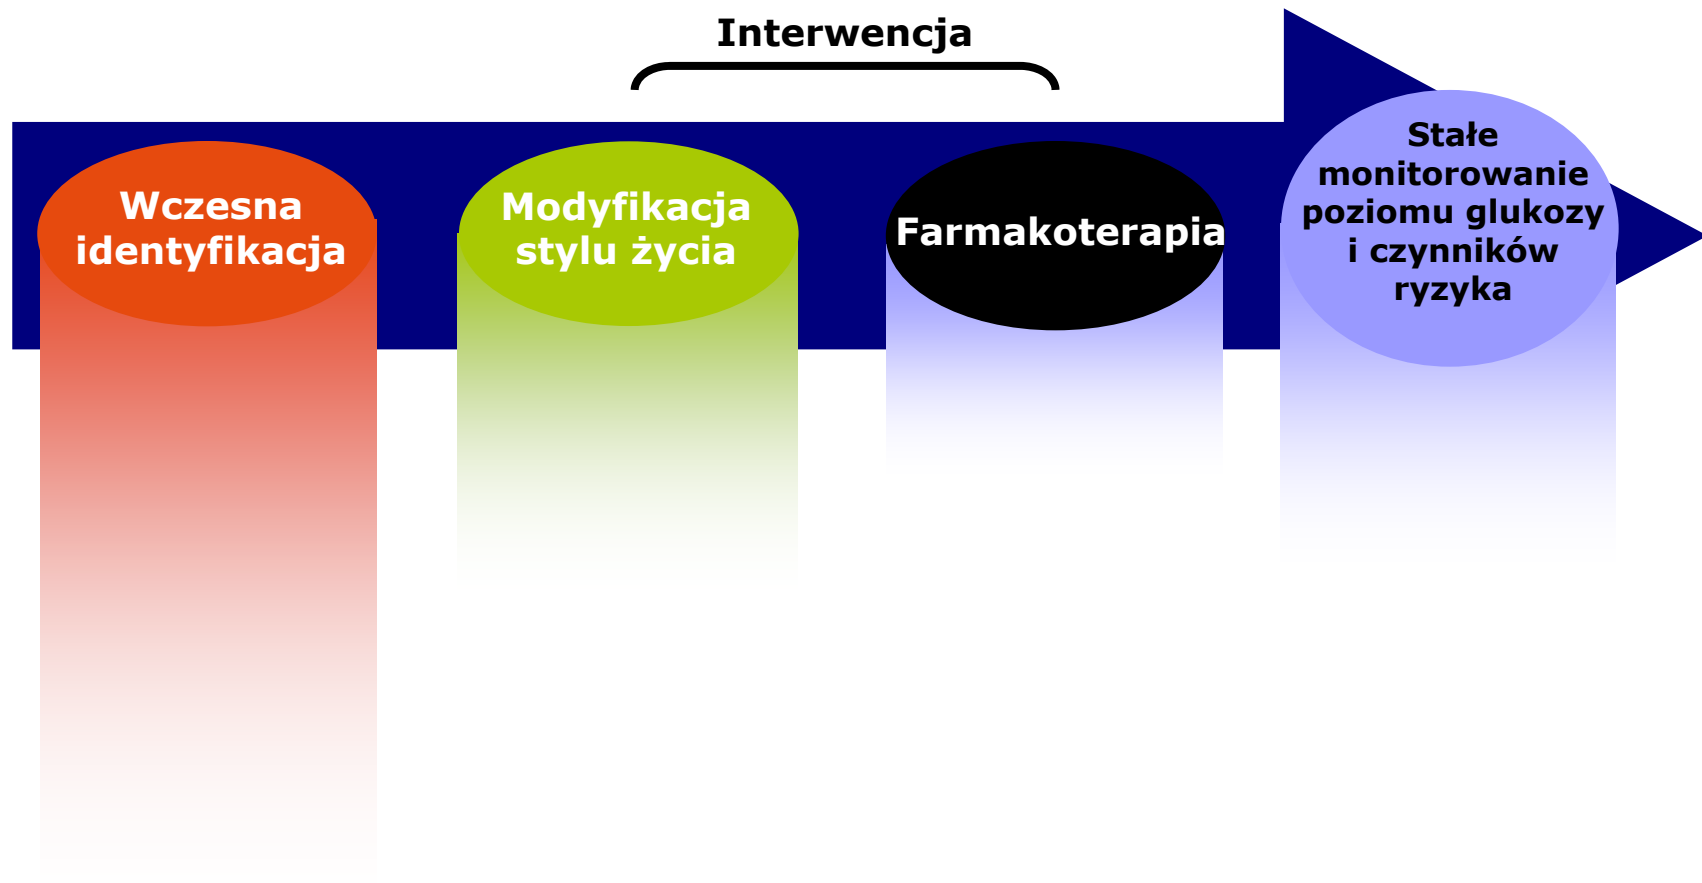 Interwencja
Wczesna
identyfikacja
Modyfikacja
stylu życia
Farmakoterapia
Stałe
monitorowanie
poziomu glukozy
i czynników
ryzyka